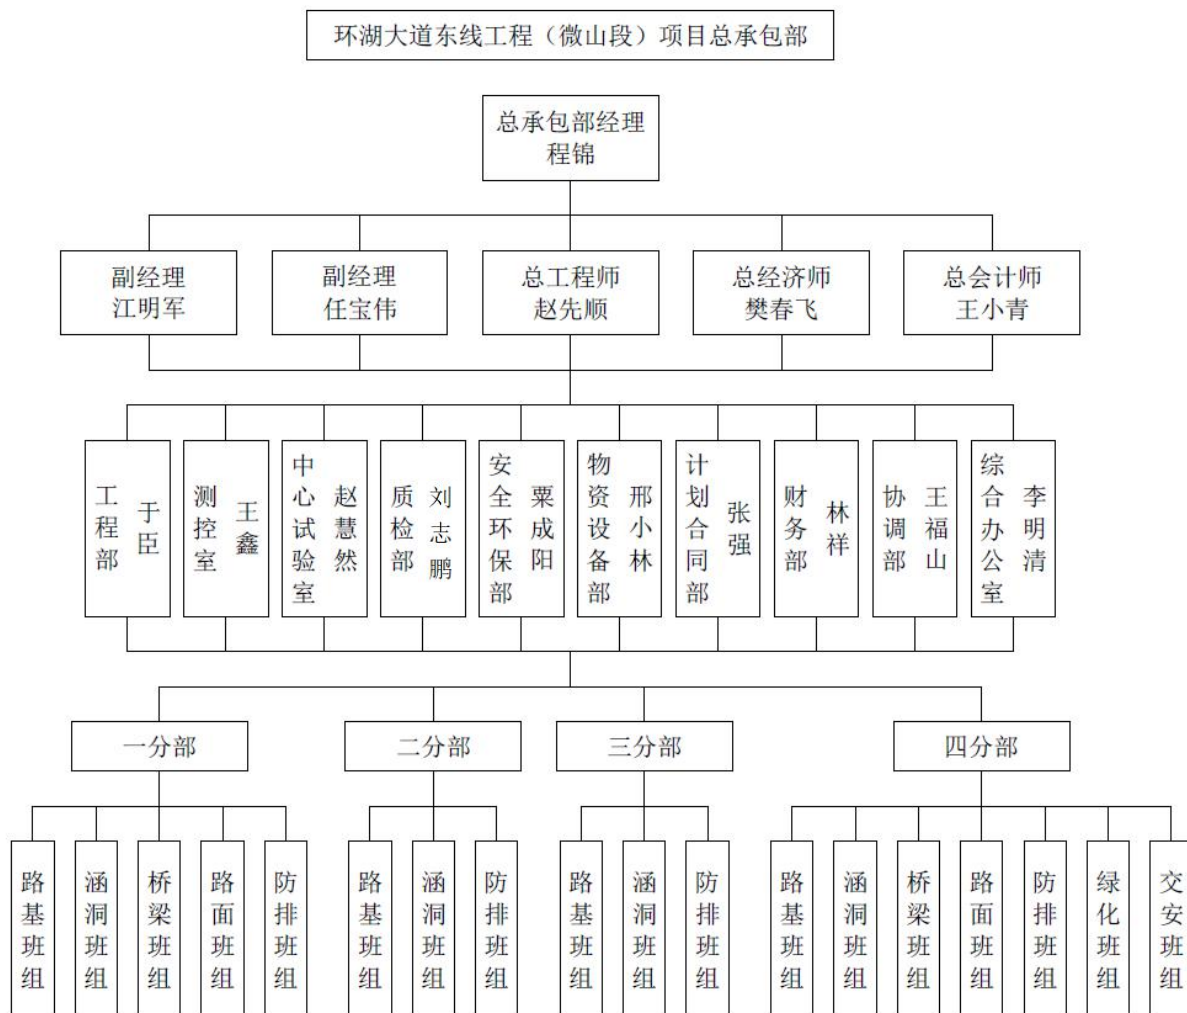 环湖大道东线工程（微山段）项目总承包部
总承包部经理
程锦
副经理
江明军
副经理
任宝伟
总工程师
赵先顺
总经济师
樊春飞
总会计师
王小青
工程部
于臣
测控室
王鑫
中心试验室
赵慧然
质检部
刘志鹏
安全环保部
粟成阳
物资设备部
邢小林
计划合同部
张强
财务部
林祥
协调部
王福山
综合办公室
李明清
一分部
二分部
三分部
四分部
路基班组
涵洞班组
桥梁班组
路面班组
防排班组
路基班组
涵洞班组
防排班组
路基班组
涵洞班组
防排班组
路基班组
涵洞班组
桥梁班组
路面班组
防排班组
绿化班组
交安班组